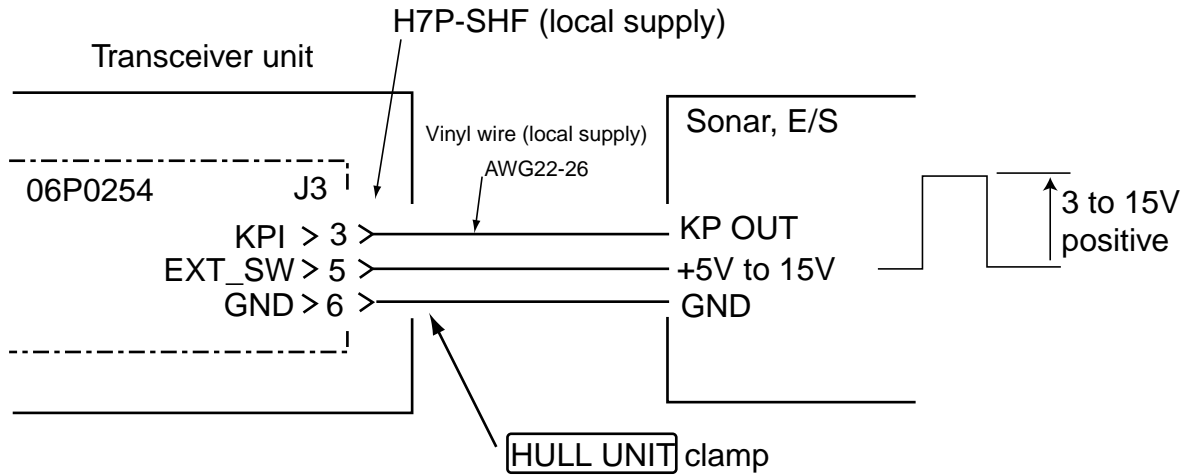 H7P-SHF (local supply)
Transceiver unit
Sonar, E/S
Vinyl wire (local supply)
AWG22-26
06P0254
J3
3 to 15V
positive
KPI > 3 > KP OUT
EXT_SW > 5 > +5V to 15V
GND > 6 > GND
HULL UNIT clamp